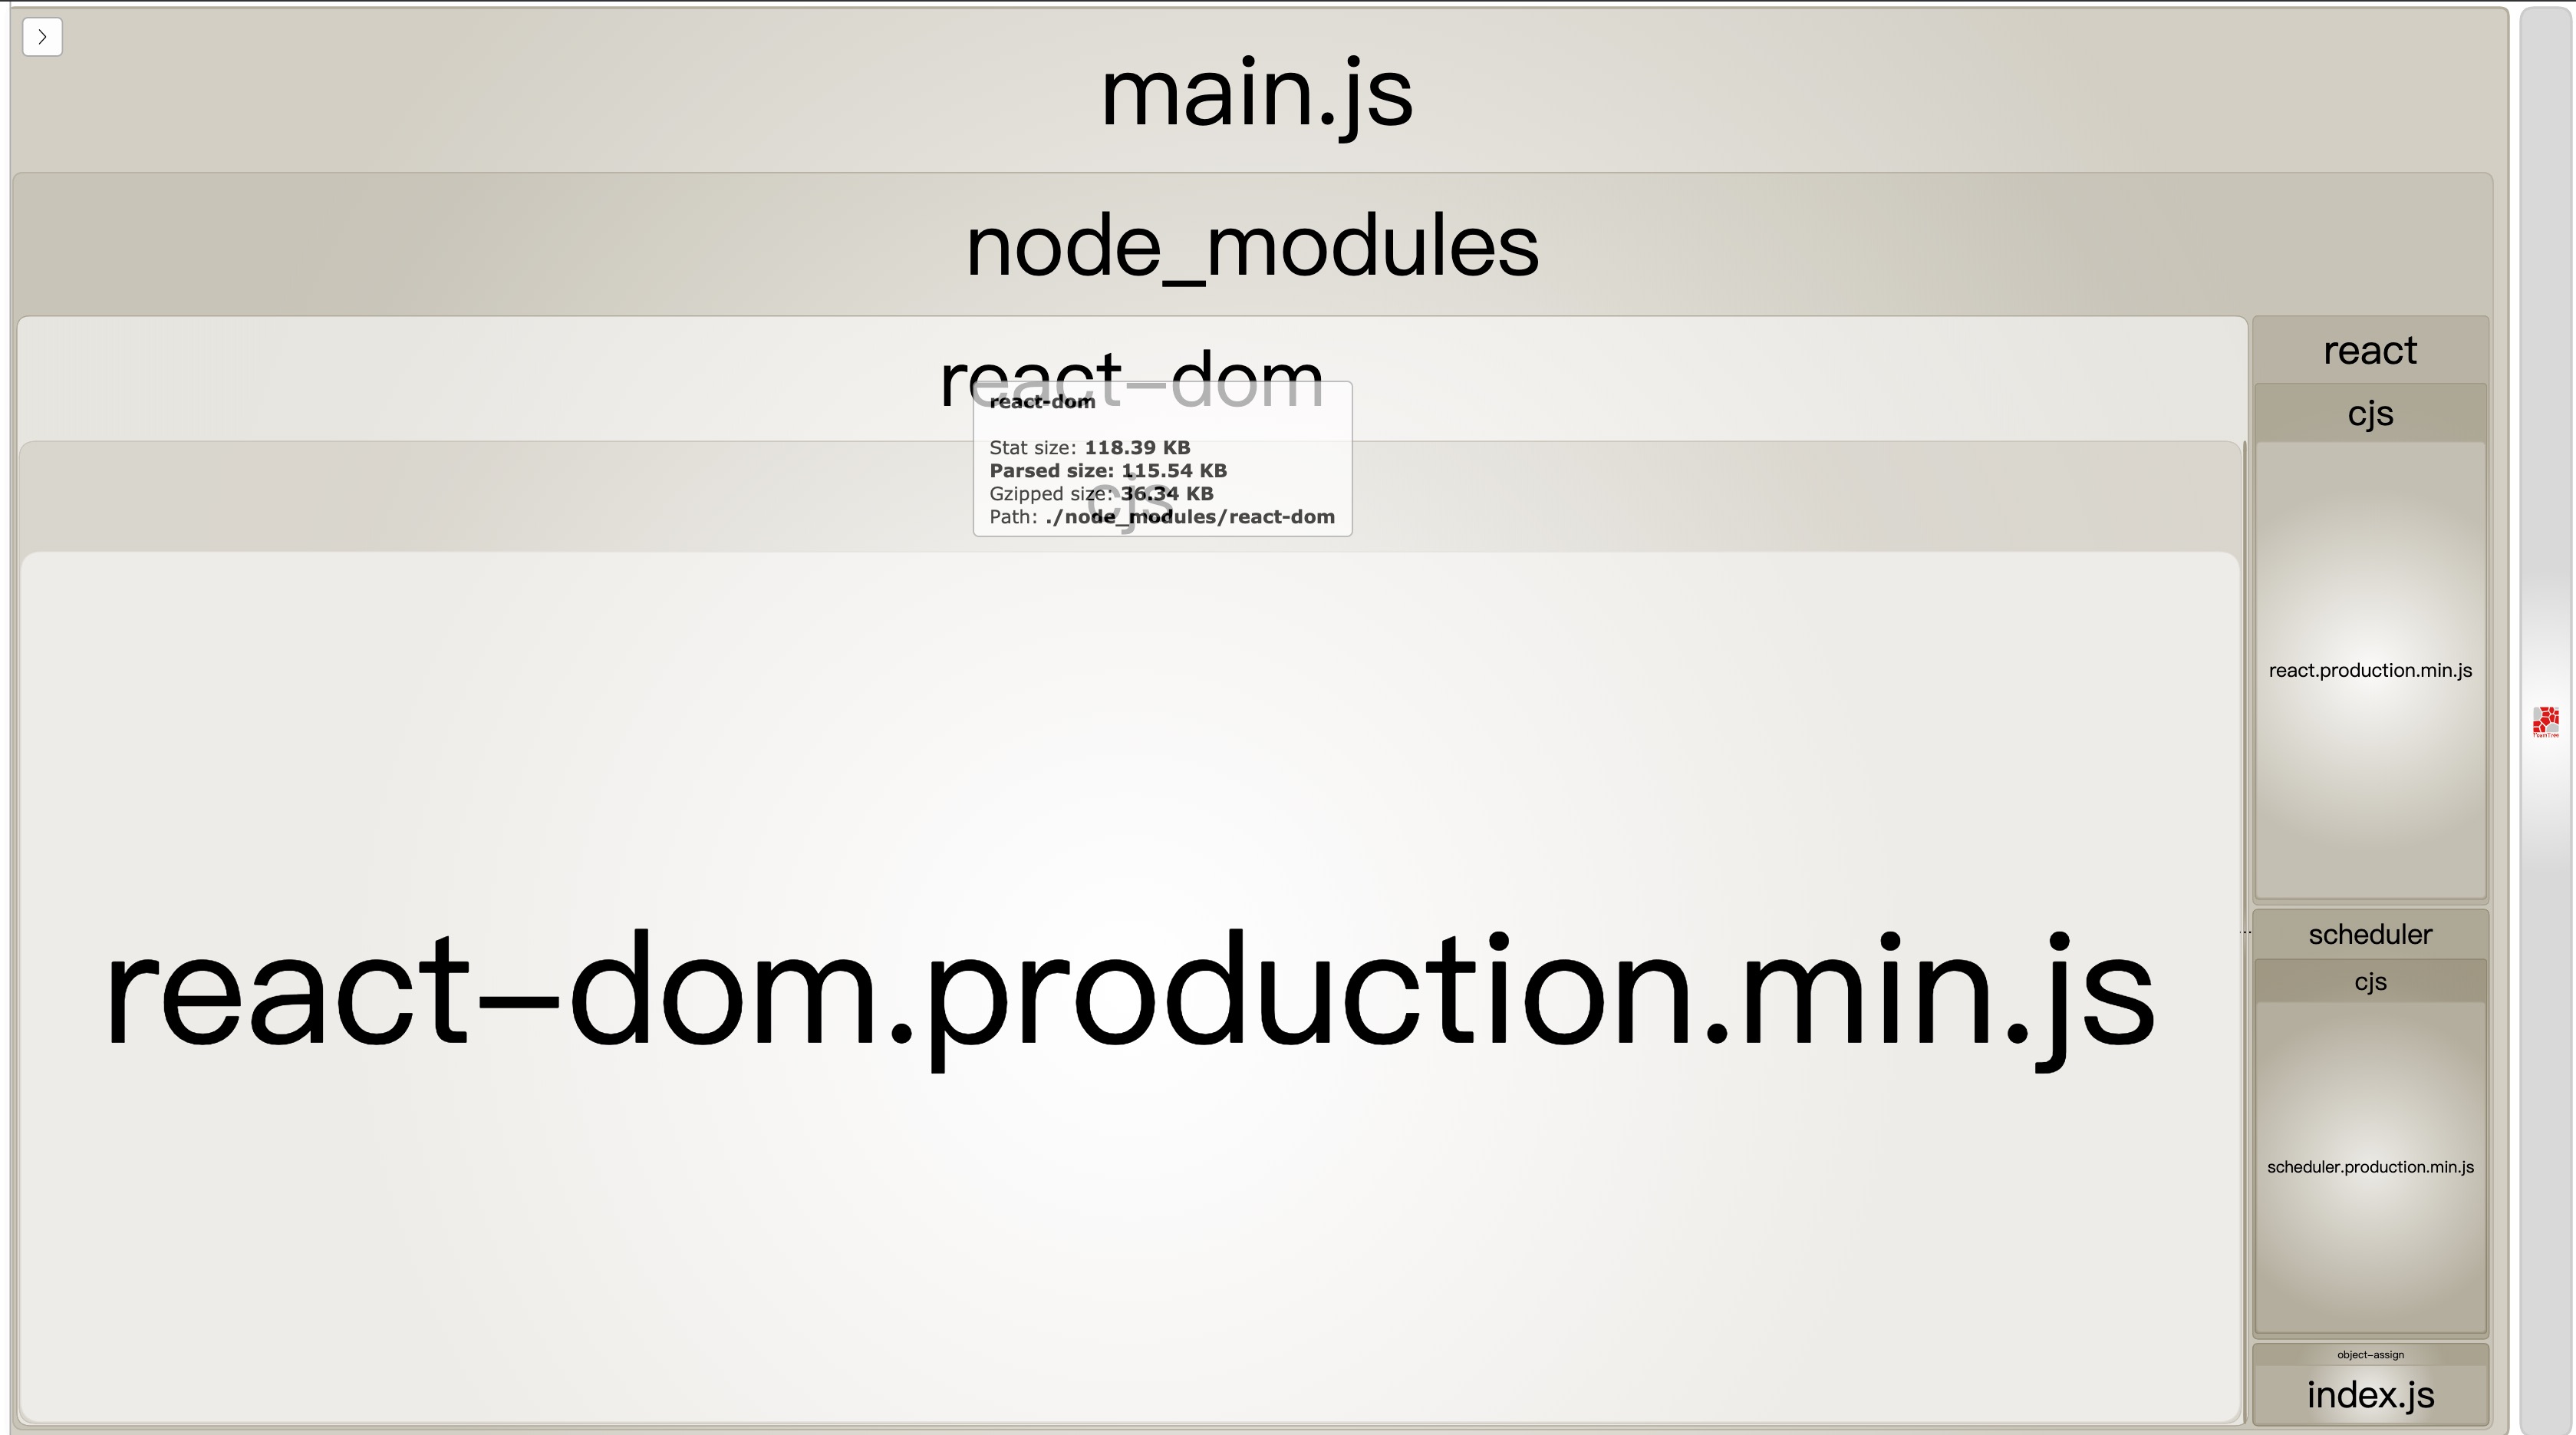 main.js
node_modules
react-dom
react-dom
Stat size: 118.39 KB
Parsed size: 115.54 KB
Gzipped size: 36.34 KB
Path: ./node_modules/react-dom
cjs
react-dom.production.min.js
react
cjs
react.production.min.js
scheduler
cjs
scheduler.production.min.js
object-assign
index.js
FoamTree